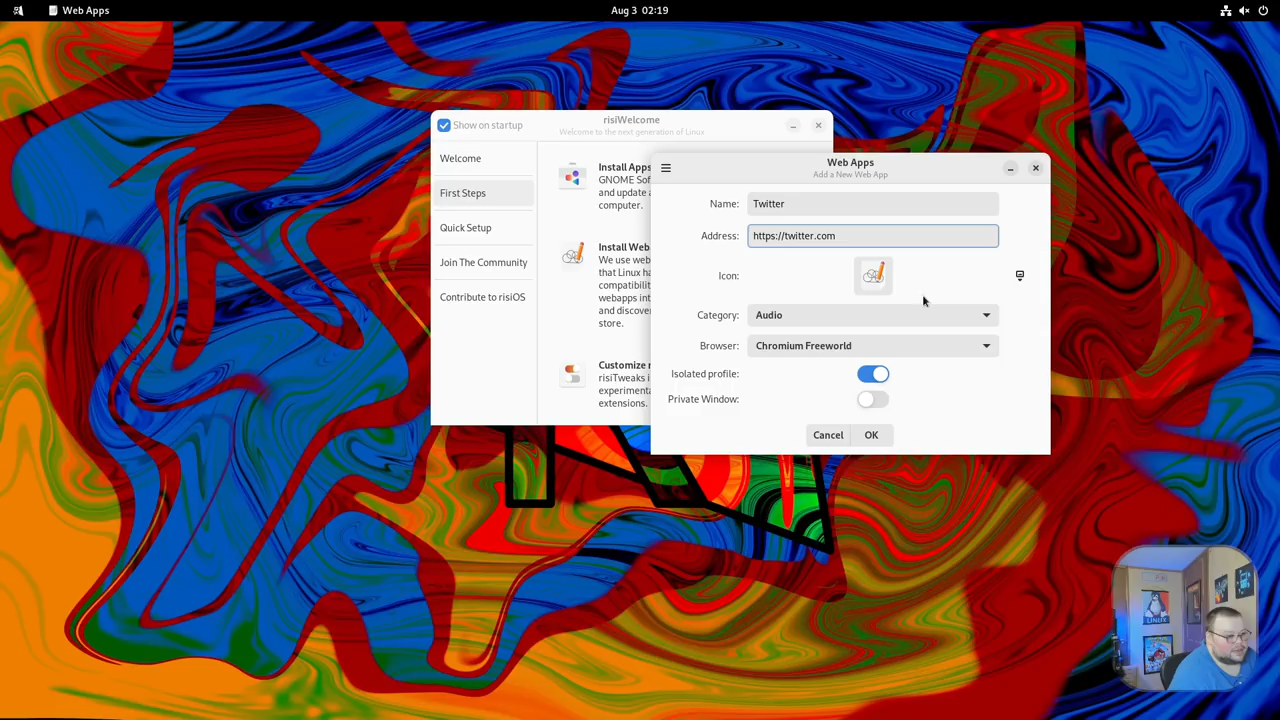 Web Apps
Aug 3 02:19
Show on startup
risiWelcome
Welcome to the next generation of Linux
Welcome
First Steps
Quick Setup
Join The Community
Contribute to risiOS
Install Apps
GNOME Sof
and update a
computer.
Install Web
We use web
that Linux ha
compatibilit
webapps int
and discover
store.
Customize r
risiTweaks i
experimenta
extensions.
Web Apps
Add a New Web App
Name:
Twitter
Address:
https://twitter.com
Icon:
Category:
Audio
Browser:
Chromium Freeworld
Isolated profile:
Private Window:
Cancel
OK
LINUX